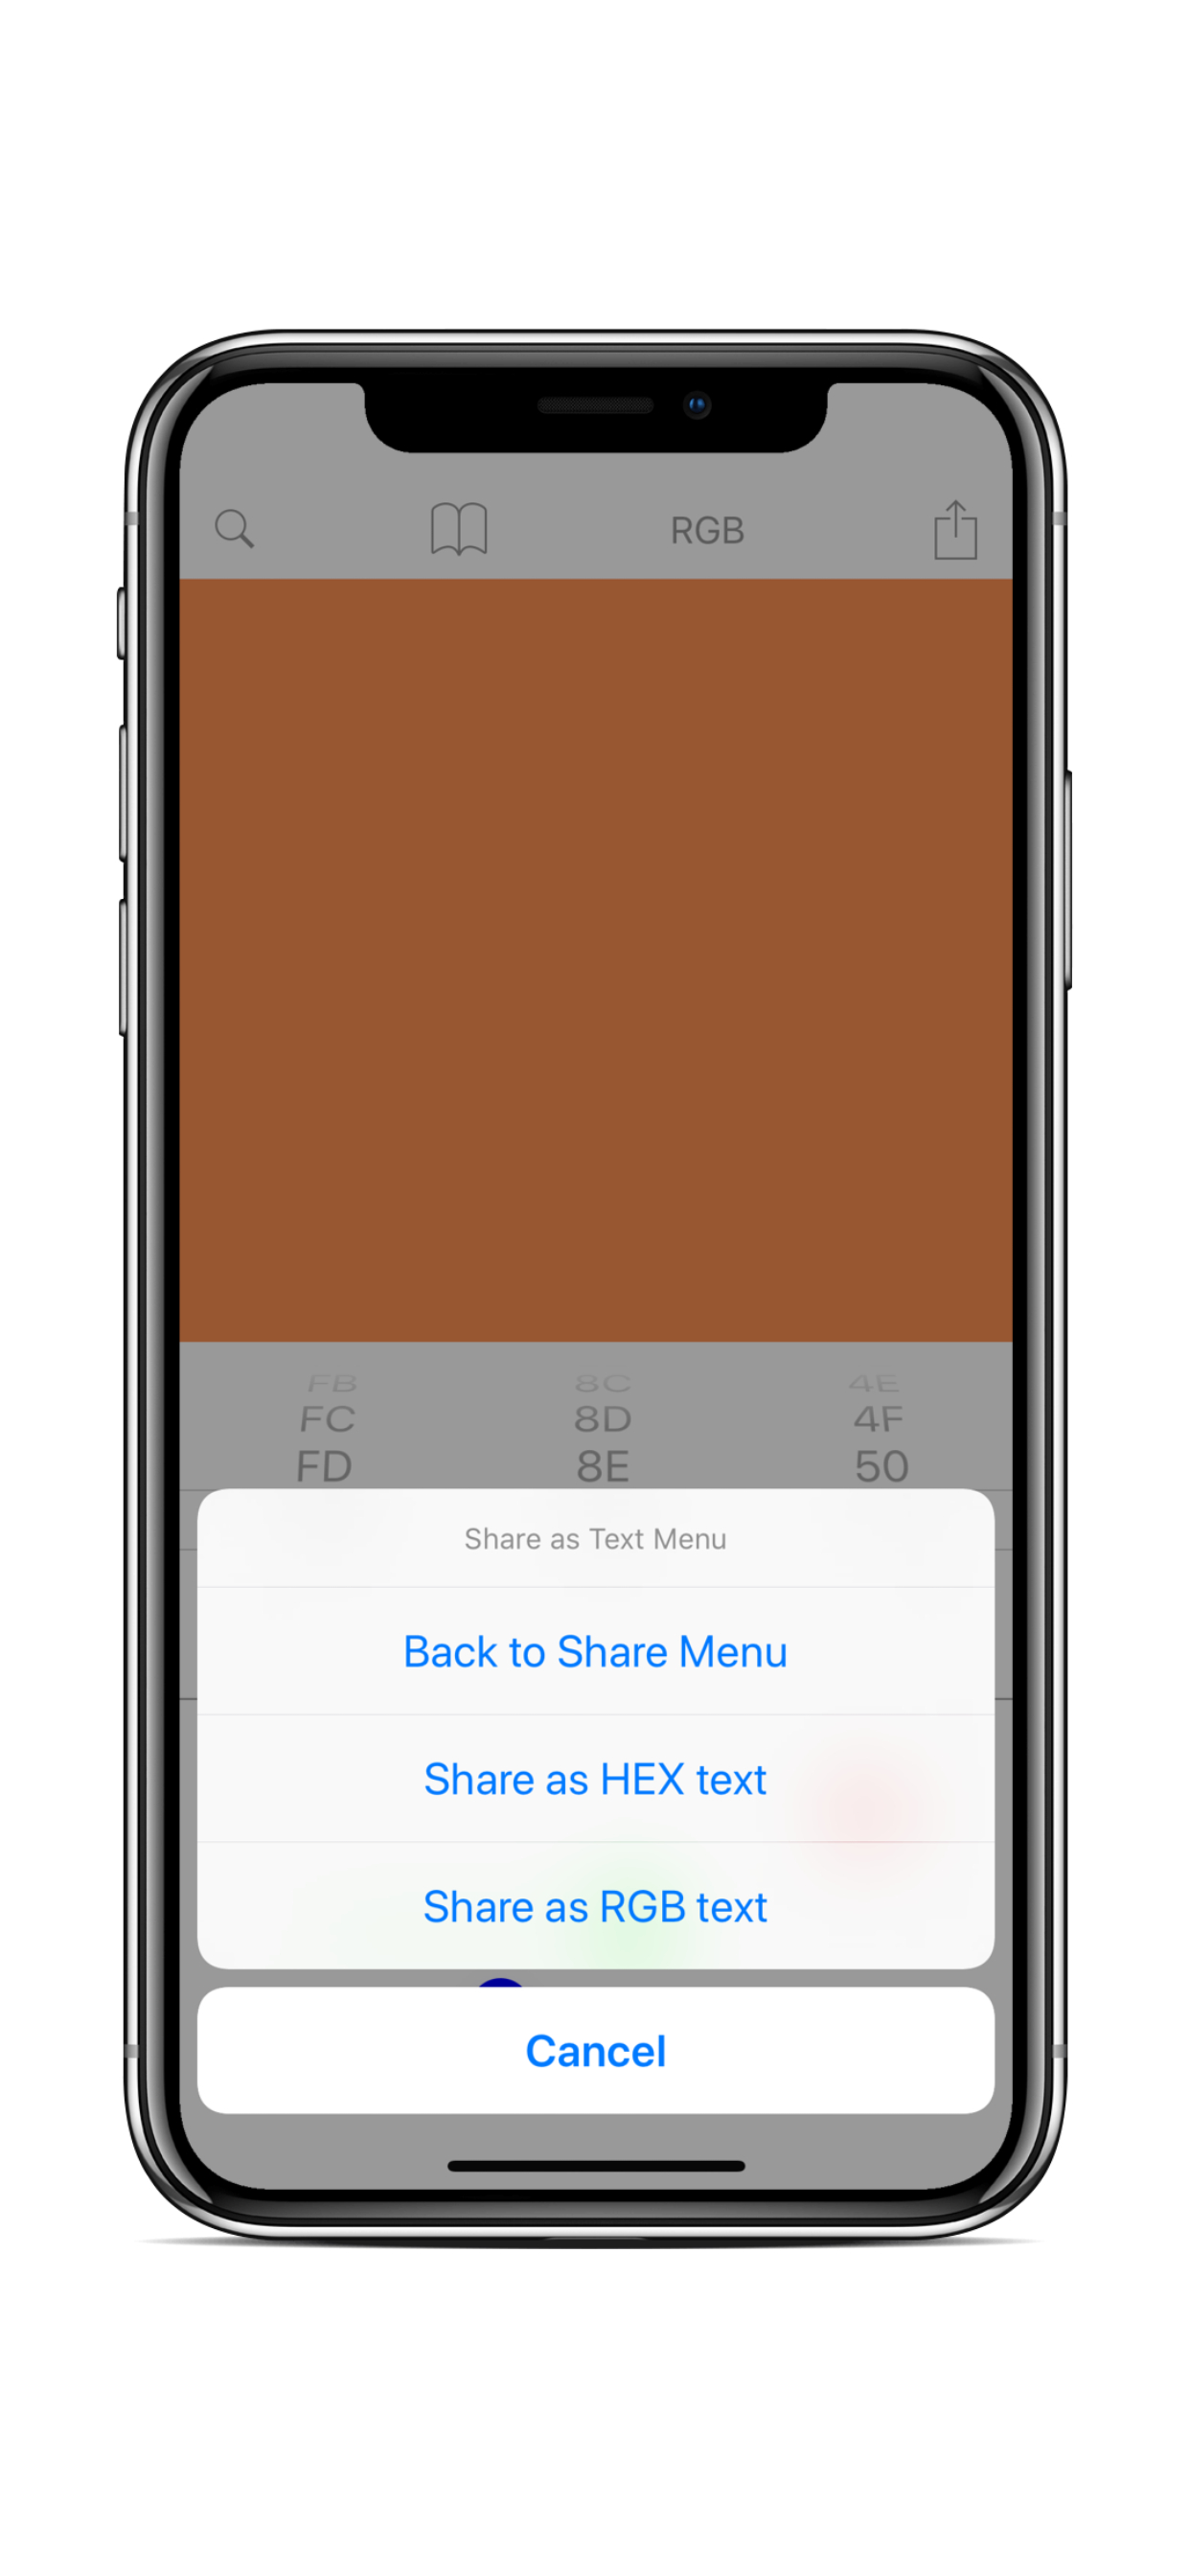 RGB
FB 8C 4E
FC 8D 4F
FD 8E 50
Share as Text Menu
Back to Share Menu
Share as HEX text
Share as RGB text
Cancel